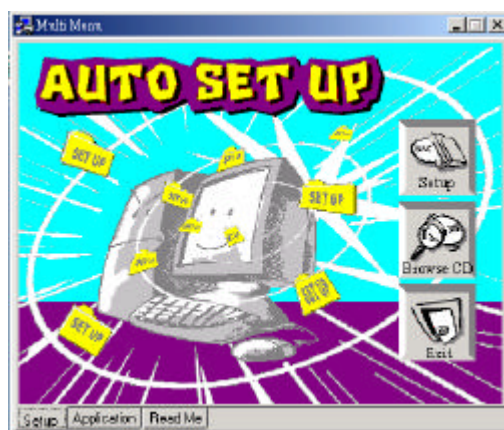 Multi Menu
AUTO SET UP
SET UP
SET UP
SET UP
SET UP
Setup
Browse CD
Exit
Setup
Application
Read Me